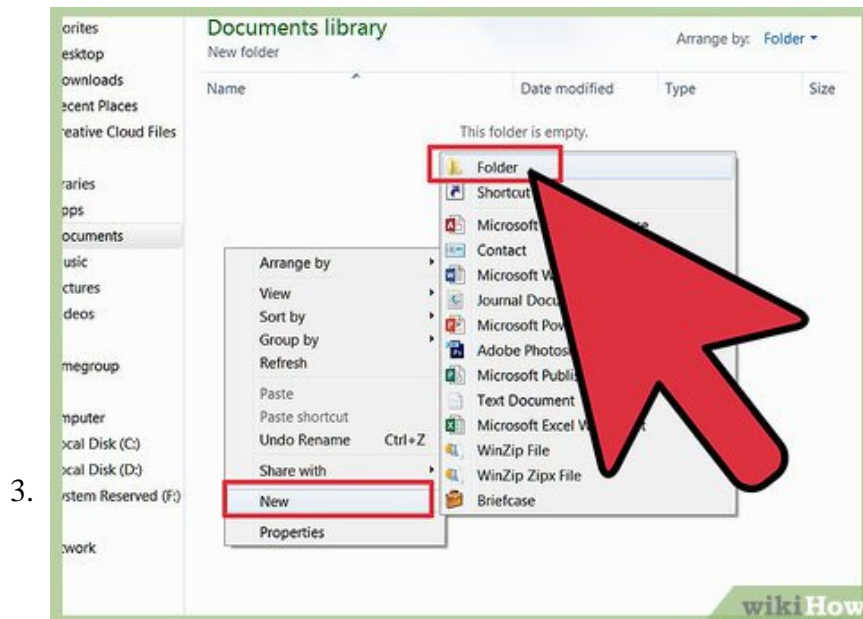 orites
Documents library
Arrange by: Folder
esktop
New folder
ownloads
Name Date modified Type Size
ecent Places
reative Cloud Files
This folder is empty.
raries
pps
ocuments
usic
ctures
deos
megroup
mputer
ocal Disk (C:)
ocal Disk (D:)
ystem Reserved (F:)
twork
Arrange by
View
Sort by
Group by
Refresh
Paste
Paste shortcut
Undo Rename Ctrl+Z
Share with
New
Properties
Folder
Shortcut
Microsoft
Contact
Microsoft W
Journal Docu
Microsoft Pow
Adobe Photos
Microsoft Publis
Text Document
Microsoft Excel W
WinZip File
WinZip Zipx File
Briefcase
3.
wikiHow